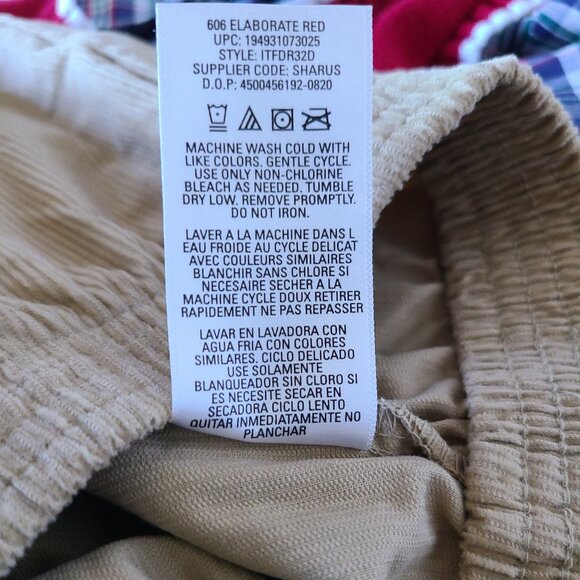 606 ELABORATE RED
UPC: 194931073025
STYLE: ITFDR32D
SUPPLIER CODE: SHARUS
D.O.P: 4500456192-0820
MACHINE WASH COLD WITH
LIKE COLORS. GENTLE CYCLE.
USE ONLY NON-CHLORINE
BLEACH AS NEEDED. TUMBLE
DRY LOW. REMOVE PROMPTLY.
DO NOT IRON.
LAVER A LA MACHINE DANS L
EAU FROIDE AU CYCLE DELICAT
AVEC COULEURS SIMILAIRES
BLANCHIR SANS CHLORE SI
NECESAIRE SECHER A LA
MACHINE CYCLE DOUX RETIRER
RAPIDEMENT NE PAS REPASSER
LAVAR EN LAVADORA CON
AGUA FRIA CON COLORES
SIMILARES. CICLO DELICADO
USE SOLAMENTE
BLANQUEADOR SIN CLORO SI
ES NECESITE SECAR EN
SECADORA CICLO LENTO
QUITAR INMEDIATAMENTE NO
PLANCHAR